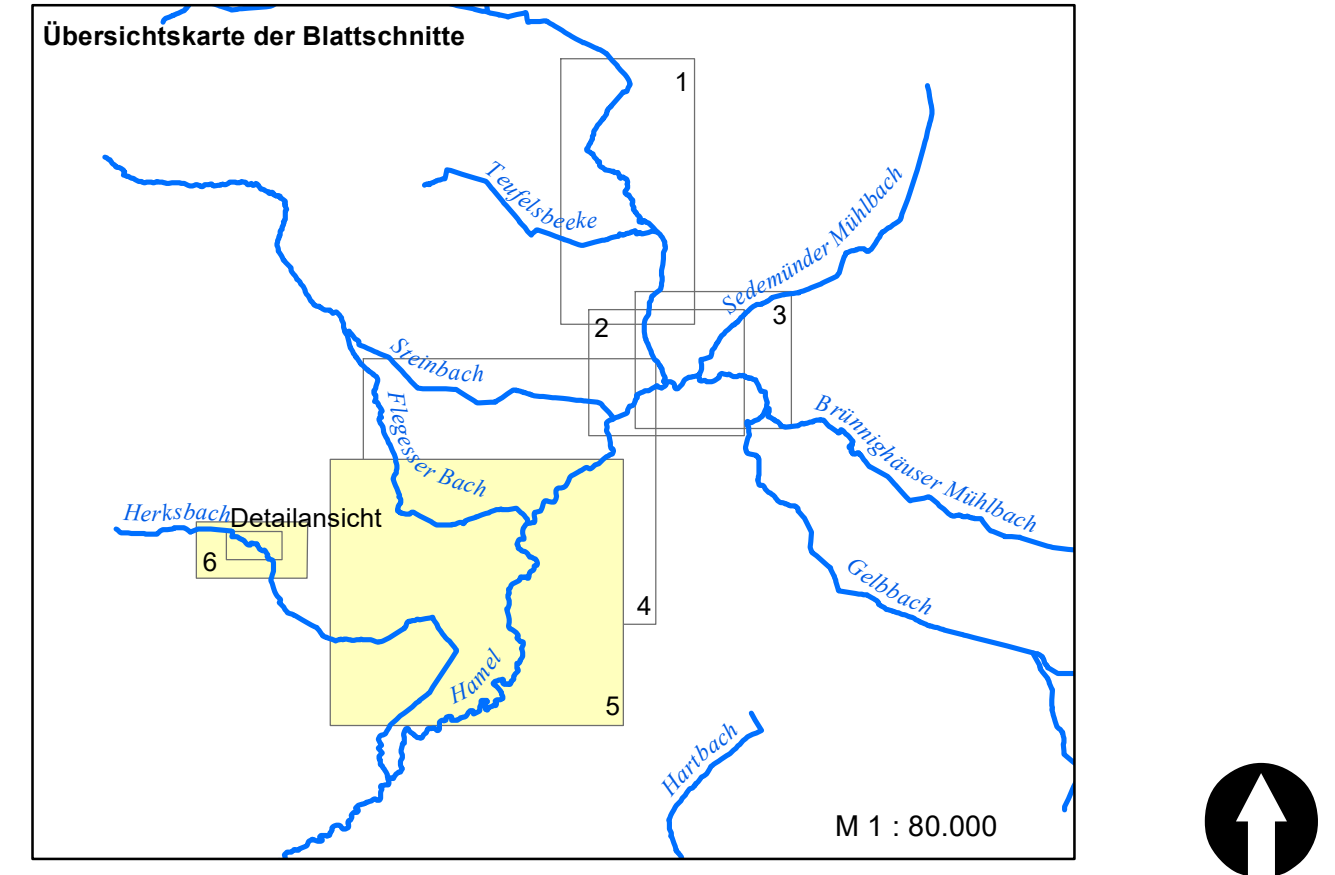 Übersichtskarte der Blattschnitte
1
Teufelsbeeke
Sedemünder Mühlbach
2
3
Steinbach
Flegesser Bach
Brünnighäuser Mühlbach
Herksbach
Detailansicht
6
Gelbbach
4
Hamel
5
Hartbach
M 1 : 80.000